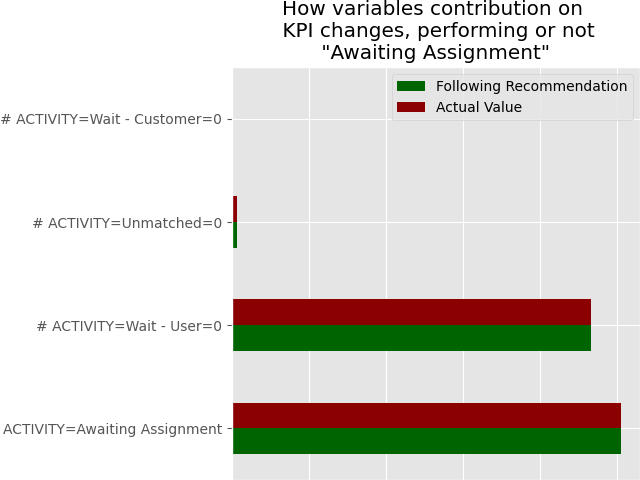 How variables contribution on
KPI changes, performing or not
"Awaiting Assignment"
Following Recommendation
Actual Value
# ACTIVITY=Wait - Customer=0
# ACTIVITY=Unmatched=0
# ACTIVITY=Wait - User=0
ACTIVITY=Awaiting Assignment